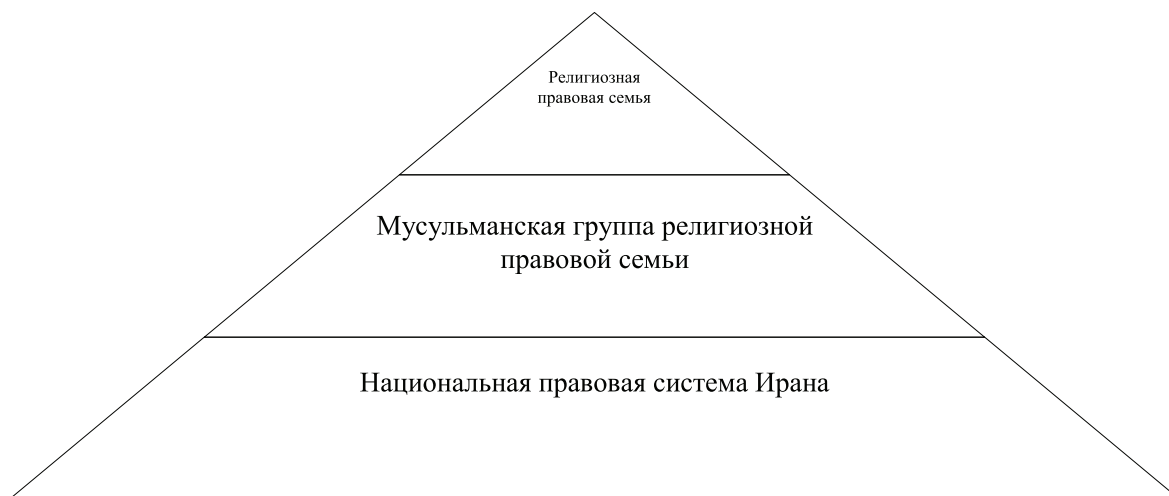 Религиозная
правовая семья
Мусульманская группа религиозной
правовой семьи
Национальная правовая система Ирана